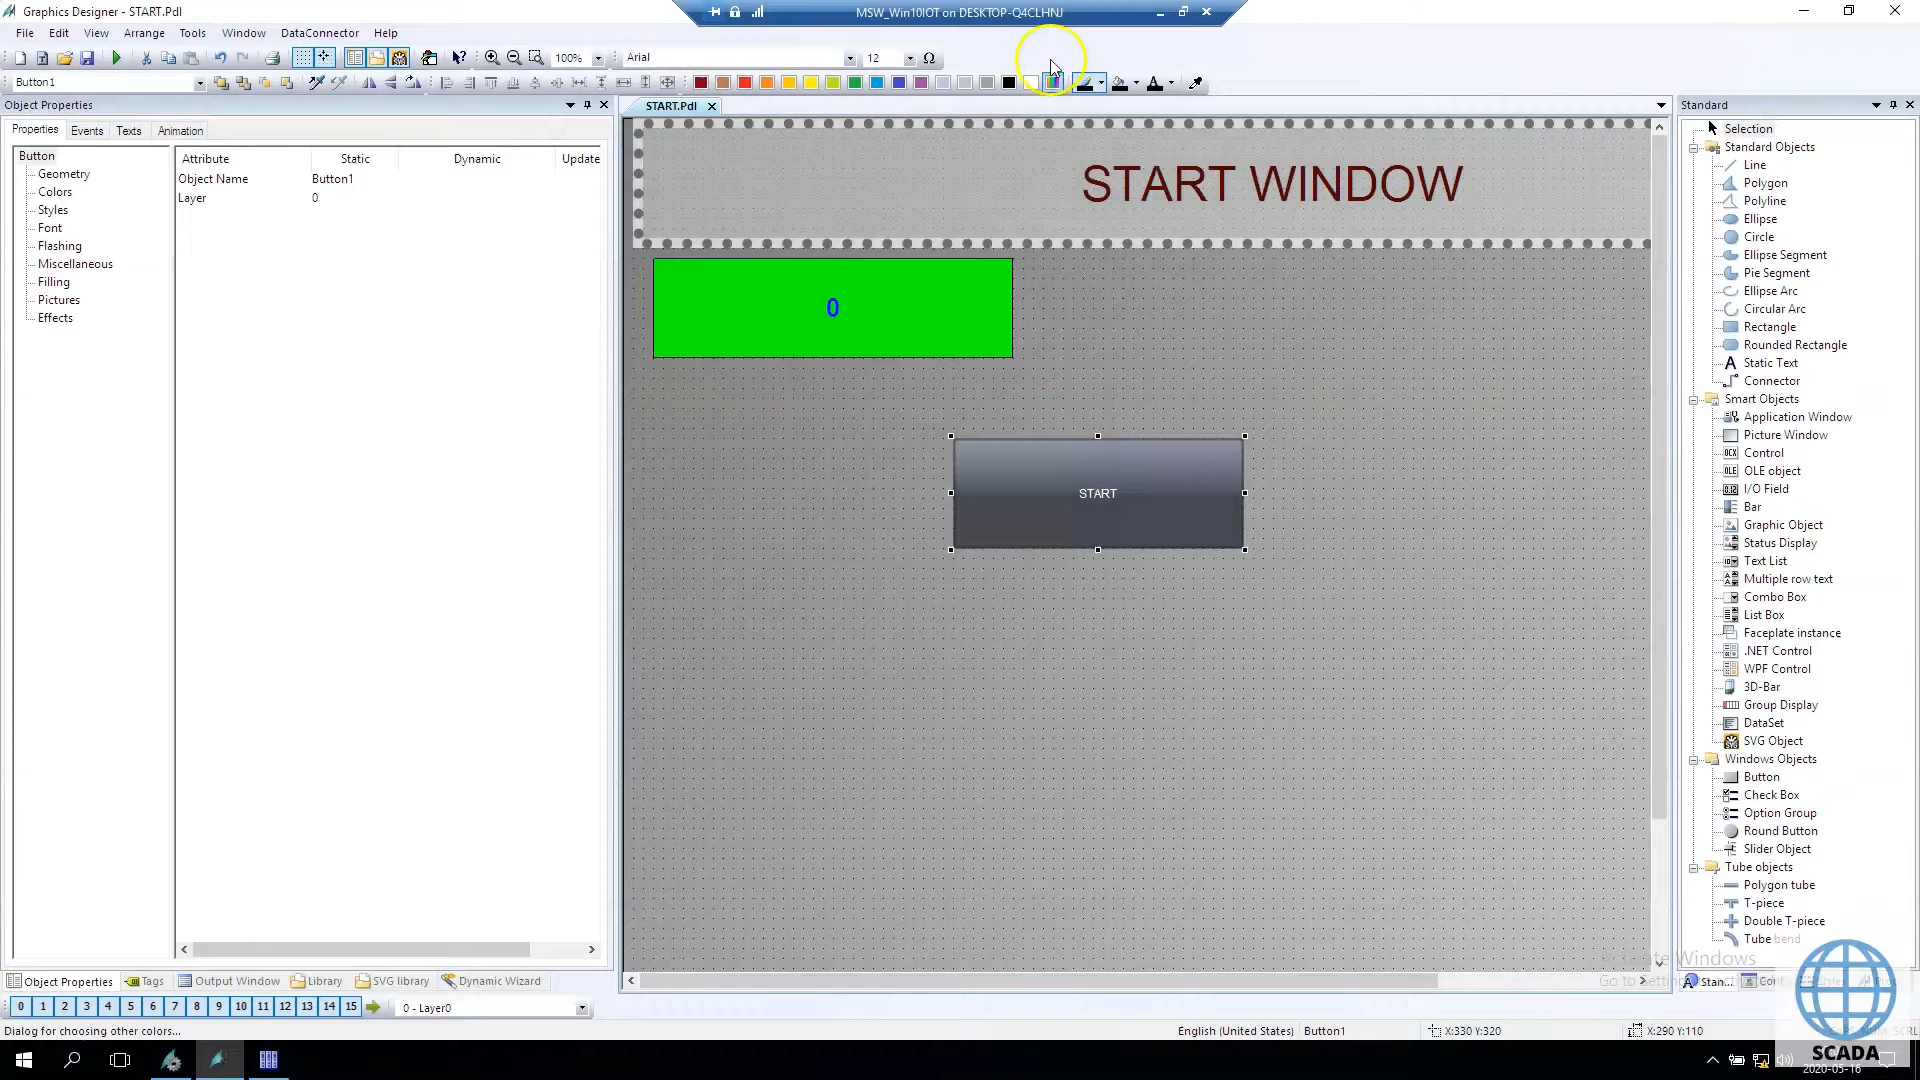 Graphics Designer - START.Pdl
MSW_Win10IOT on DESKTOP-Q4CLHNJ
File Edit View Arrange Tools Window DataConnector Help
100% Arial 12 Ω
Button1
Object Properties
START.Pdl
Standard
Properties Events Texts Animation
Button
Geometry
Colors
Styles
Font
Flashing
Miscellaneous
Filling
Pictures
Effects
Attribute Static Dynamic Update
Object Name Button1
Layer 0
START WINDOW
0
START
Selection
Standard Objects
Line
Polygon
Polyline
Ellipse
Circle
Ellipse Segment
Pie Segment
Ellipse Arc
Circular Arc
Rectangle
Rounded Rectangle
Static Text
Connector
Smart Objects
Application Window
Picture Window
Control
OLE object
I/O Field
Bar
Graphic Object
Status Display
Text List
Multiple row text
Combo Box
List Box
Faceplate instance
.NET Control
WPF Control
3D-Bar
Group Display
DataSet
SVG Object
Windows Objects
Button
Check Box
Option Group
Round Button
Slider Object
Tube objects
Polygon tube
T-piece
Double T-piece
Tube bend
Activate Windows
Object Properties Tags Output Window Library SVG library Dynamic Wizard
Stan...
0 1 2 3 4 5 6 7 8 9 10 11 12 13 14 15 0 - Layer0
Dialog for choosing other colors... English (United States) Button1 X:330 Y:320 X:290 Y:110
SCADA
2020-05-16